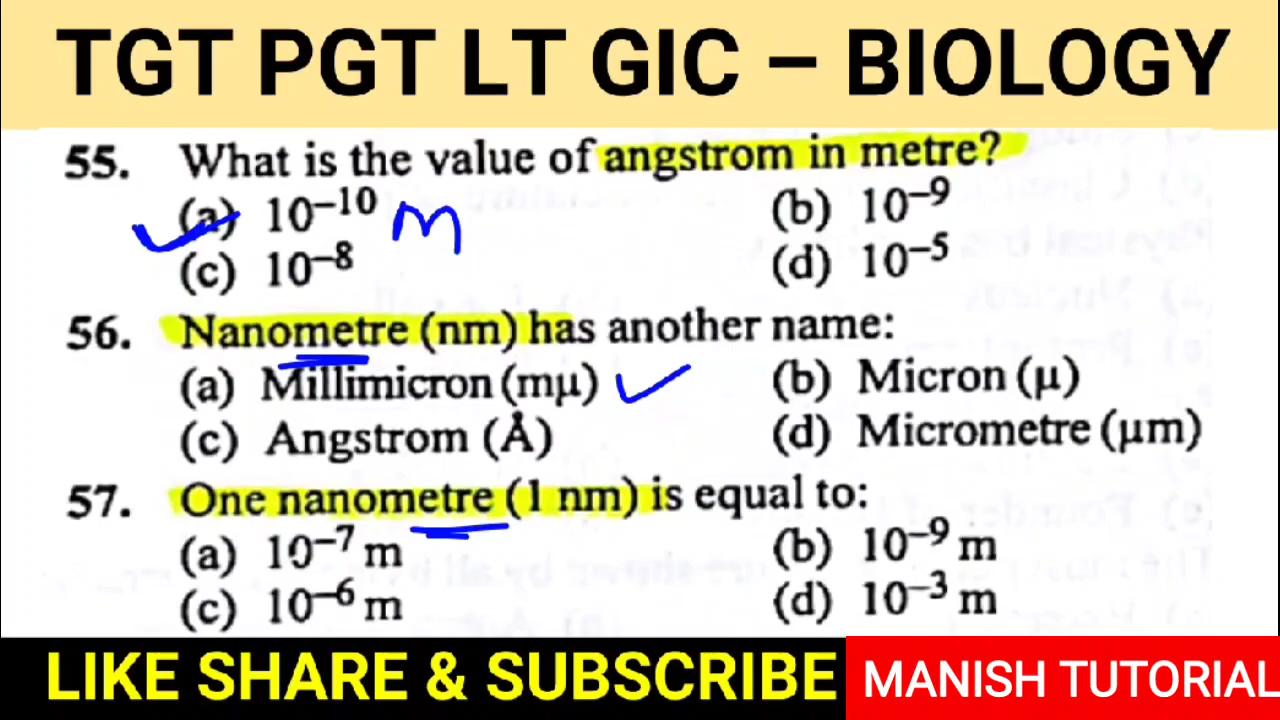 TGT PGT LT GIC – BIOLOGY
55. What is the value of angstrom in metre?
(a) 10⁻¹⁰ m (b) 10⁻⁹
(c) 10⁻⁸ (d) 10⁻⁵
56. Nanometre (nm) has another name:
(a) Millimicron (mμ) (b) Micron (μ)
(c) Angstrom (Å) (d) Micrometre (μm)
57. One nanometre (1 nm) is equal to:
(a) 10⁻⁷ m (b) 10⁻⁹ m
(c) 10⁻⁶ m (d) 10⁻³ m
LIKE SHARE & SUBSCRIBE MANISH TUTORIAL